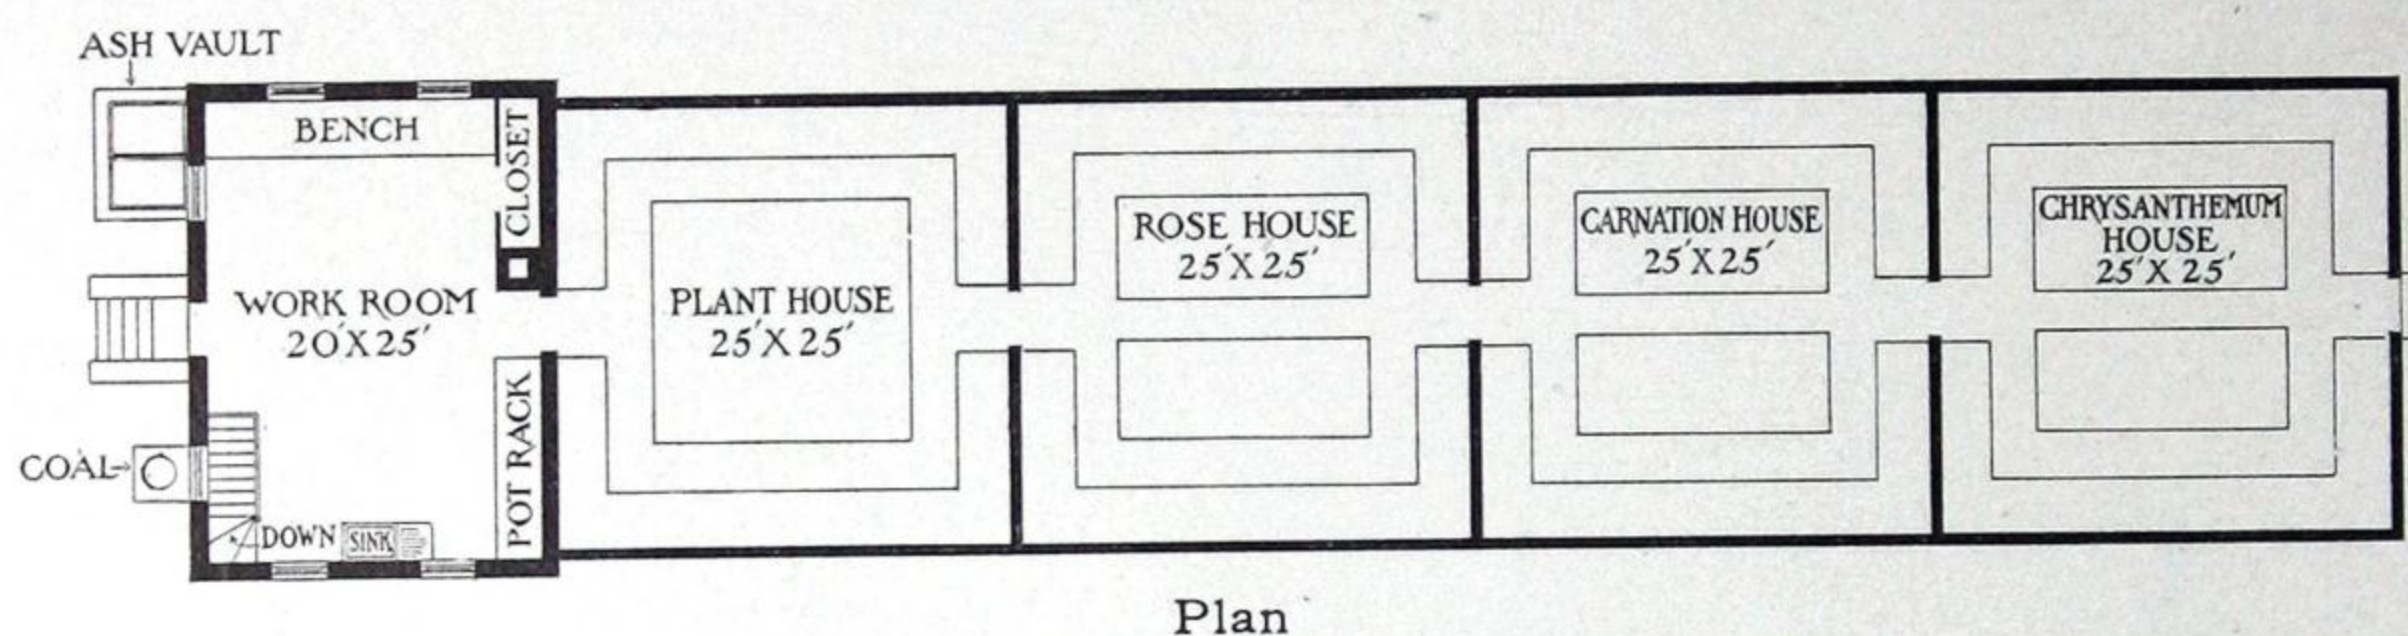 ASH VAULT
BENCH
CLOSET
WORK ROOM
20'X25'
COAL
DOWN
SINK
POT RACK
PLANT HOUSE
25'X25'
ROSE HOUSE
25'X25'
CARNATION HOUSE
25'X25'
CHRYSANTHEMUM
HOUSE
25'X25'
Plan